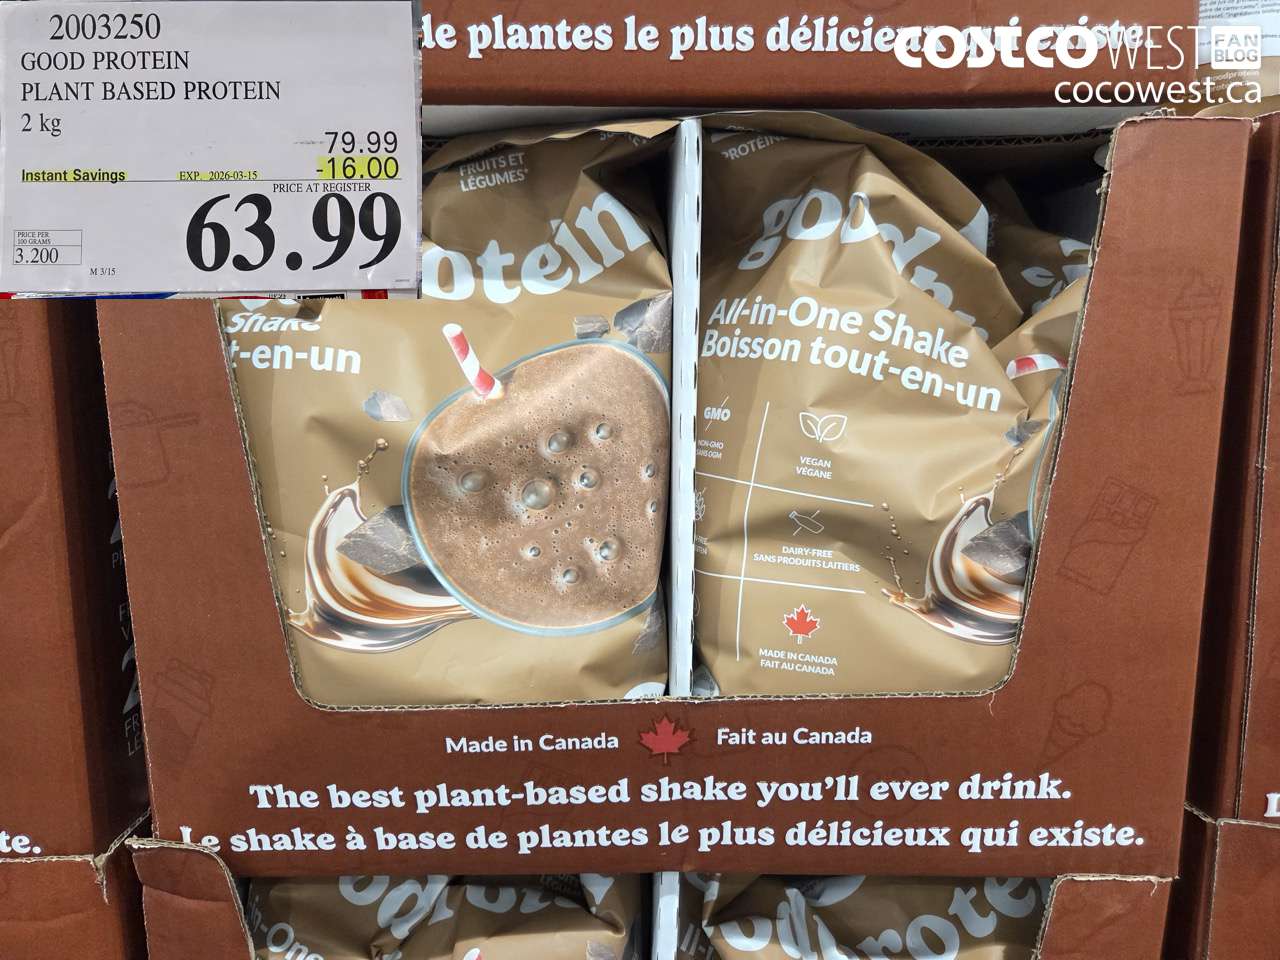 2003250
GOOD PROTEIN
PLANT BASED PROTEIN
2 kg
79.99
Instant Savings EXP. 2026-03-15 -16.00
PRICE AT REGISTER
63.99
PRICE PER
100 GRAMS
3.200
M 3/15
de plantes le plus délicieux qui existe.
COSTCO WEST FAN BLOG
cocowest.ca
FRUITS ET
LÉGUMES*
otein
Shake
t-en-un
PROTEIN
good
All-in-One Shake
Boisson tout-en-un
GMO
NON-GMO
SANS OGM
VEGAN
VÉGANE
DAIRY-FREE
SANS PRODUITS LAITIERS
MADE IN CANADA
FAIT AU CANADA
Made in Canada Fait au Canada
The best plant-based shake you'll ever drink.
Le shake à base de plantes le plus délicieux qui existe.
te.
in-One